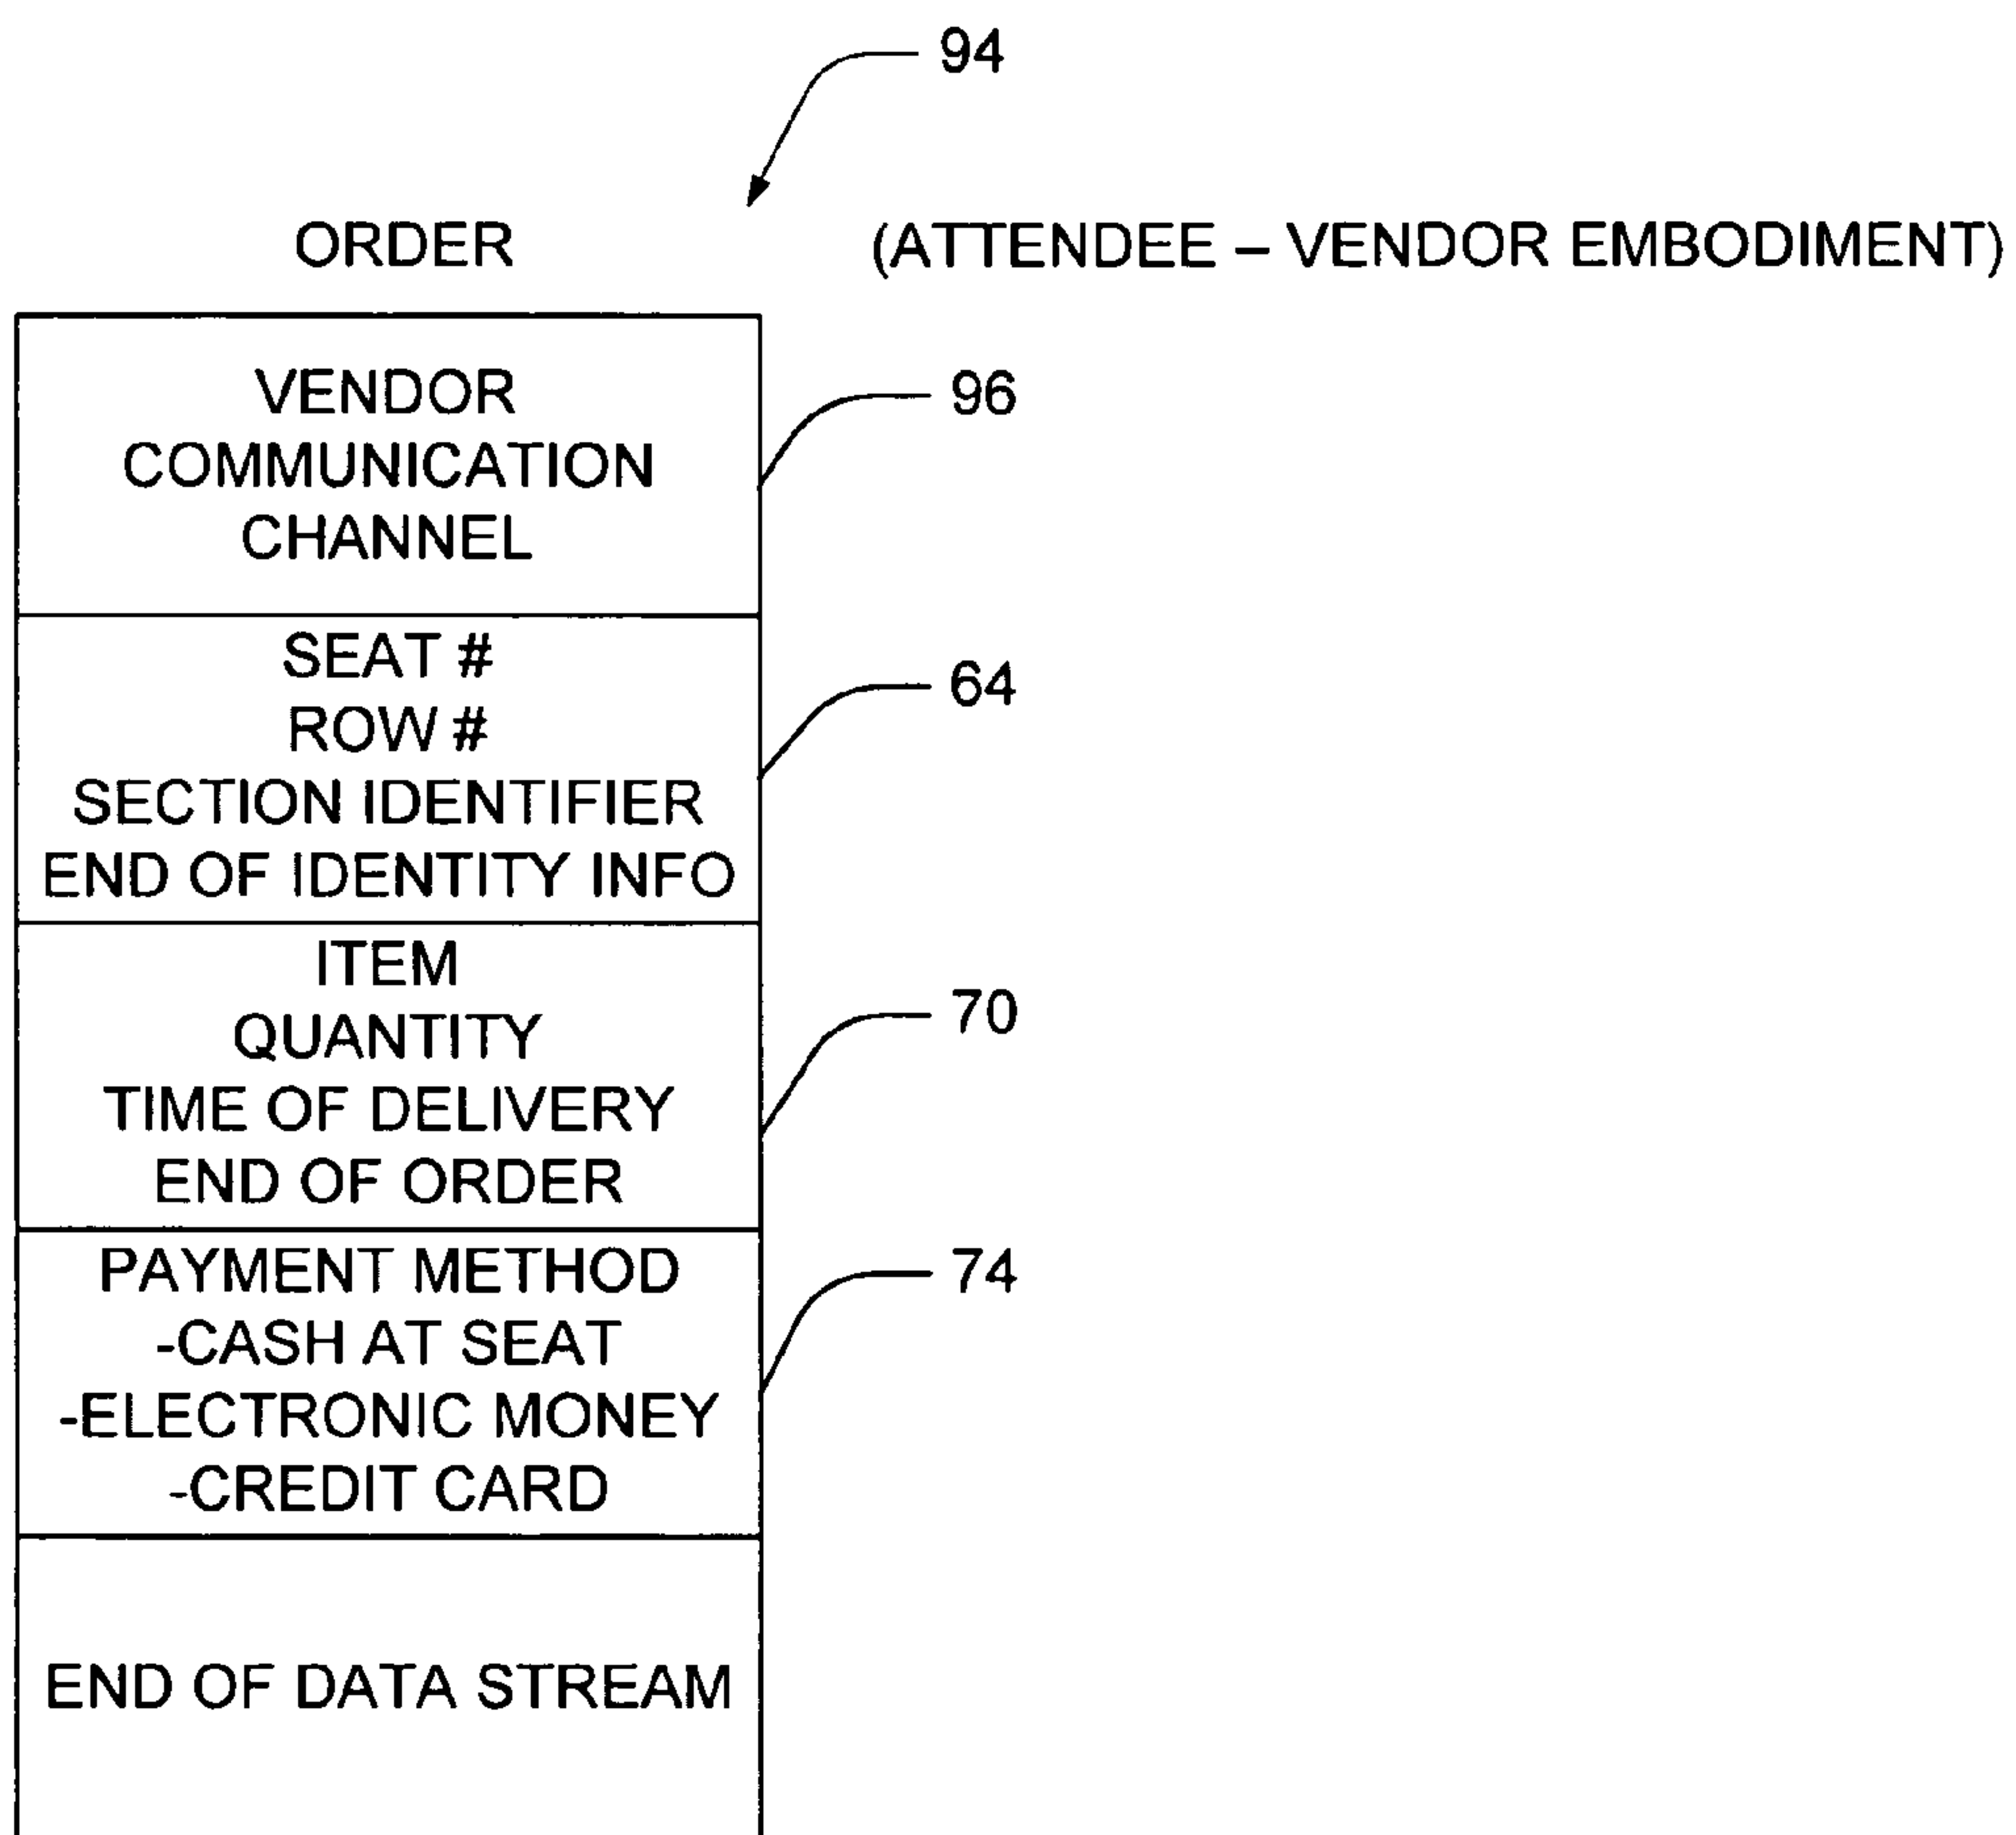 94
ORDER (ATTENDEE – VENDOR EMBODIMENT)
VENDOR
COMMUNICATION
CHANNEL
96
SEAT #
ROW #
SECTION IDENTIFIER
END OF IDENTITY INFO
64
ITEM
QUANTITY
TIME OF DELIVERY
END OF ORDER
70
PAYMENT METHOD
-CASH AT SEAT
-ELECTRONIC MONEY
-CREDIT CARD
74
END OF DATA STREAM